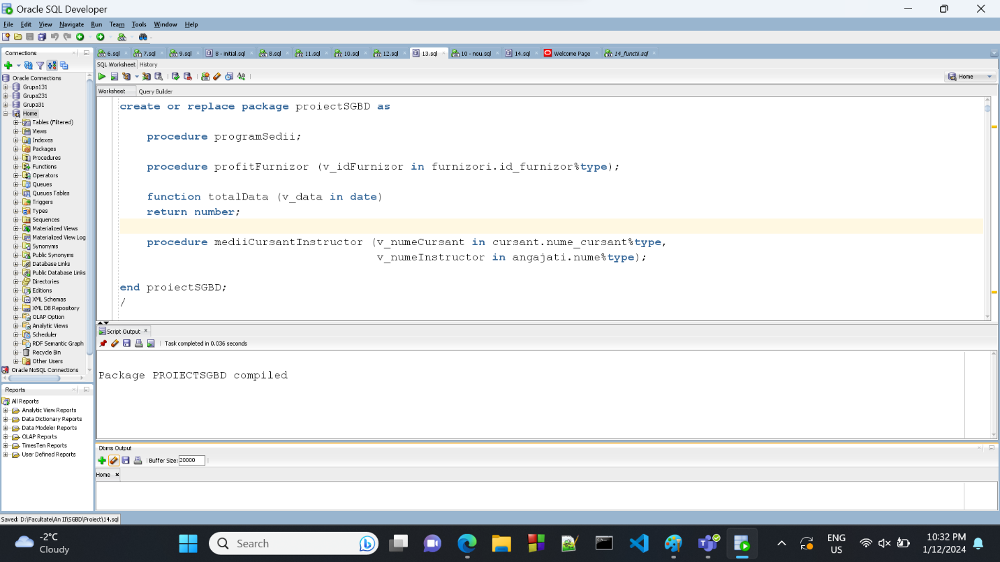 Oracle SQL Developer
File Edit View Navigate Run Team Tools Window Help
Connections
Oracle Connections
Grupa131
Grupa231
Grupa31
Home
Tables (Filtered)
Views
Indexes
Packages
Procedures
Functions
Operators
Queues
Queues Tables
Triggers
Types
Sequences
Materialized Views
Materialized View Log
Synonyms
Public Synonyms
Database Links
Public Database Links
Directories
Editions
XML Schemas
XML DB Repository
OLAP Option
Analytic Views
Scheduler
RDF Semantic Graph
Recycle Bin
Other Users
Oracle NoSQL Connections
Reports
All Reports
Analytic View Reports
Data Dictionary Reports
Data Modeler Reports
OLAP Reports
TimesTen Reports
User Defined Reports
6.sql 7.sql 9.sql 8 - initial.sql 8.sql 11.sql 10.sql 12.sql 13.sql 10 - nou.sql 14.sql Welcome Page 14_functii.sql
SQL Worksheet History
Home
Worksheet Query Builder
create or replace package proiectSGBD as
procedure programSedii;
procedure profitFurnizor (v_idFurnizor in furnizori.id_furnizor%type);
function totalData (v_data in date)
return number;
procedure mediiCursantInstructor (v_numeCursant in cursant.nume_cursant%type,
v_numeInstructor in angajati.nume%type);
end proiectSGBD;
/
Script Output
Task completed in 0.036 seconds
Package PROIECTSGBD compiled
Dbms Output
Buffer Size: 20000
Home
Saved: D:\Facultate\An II\SGBD\Proiect\14.sql
-2°C
Cloudy
Search
ENG
US
10:32 PM
1/12/2024